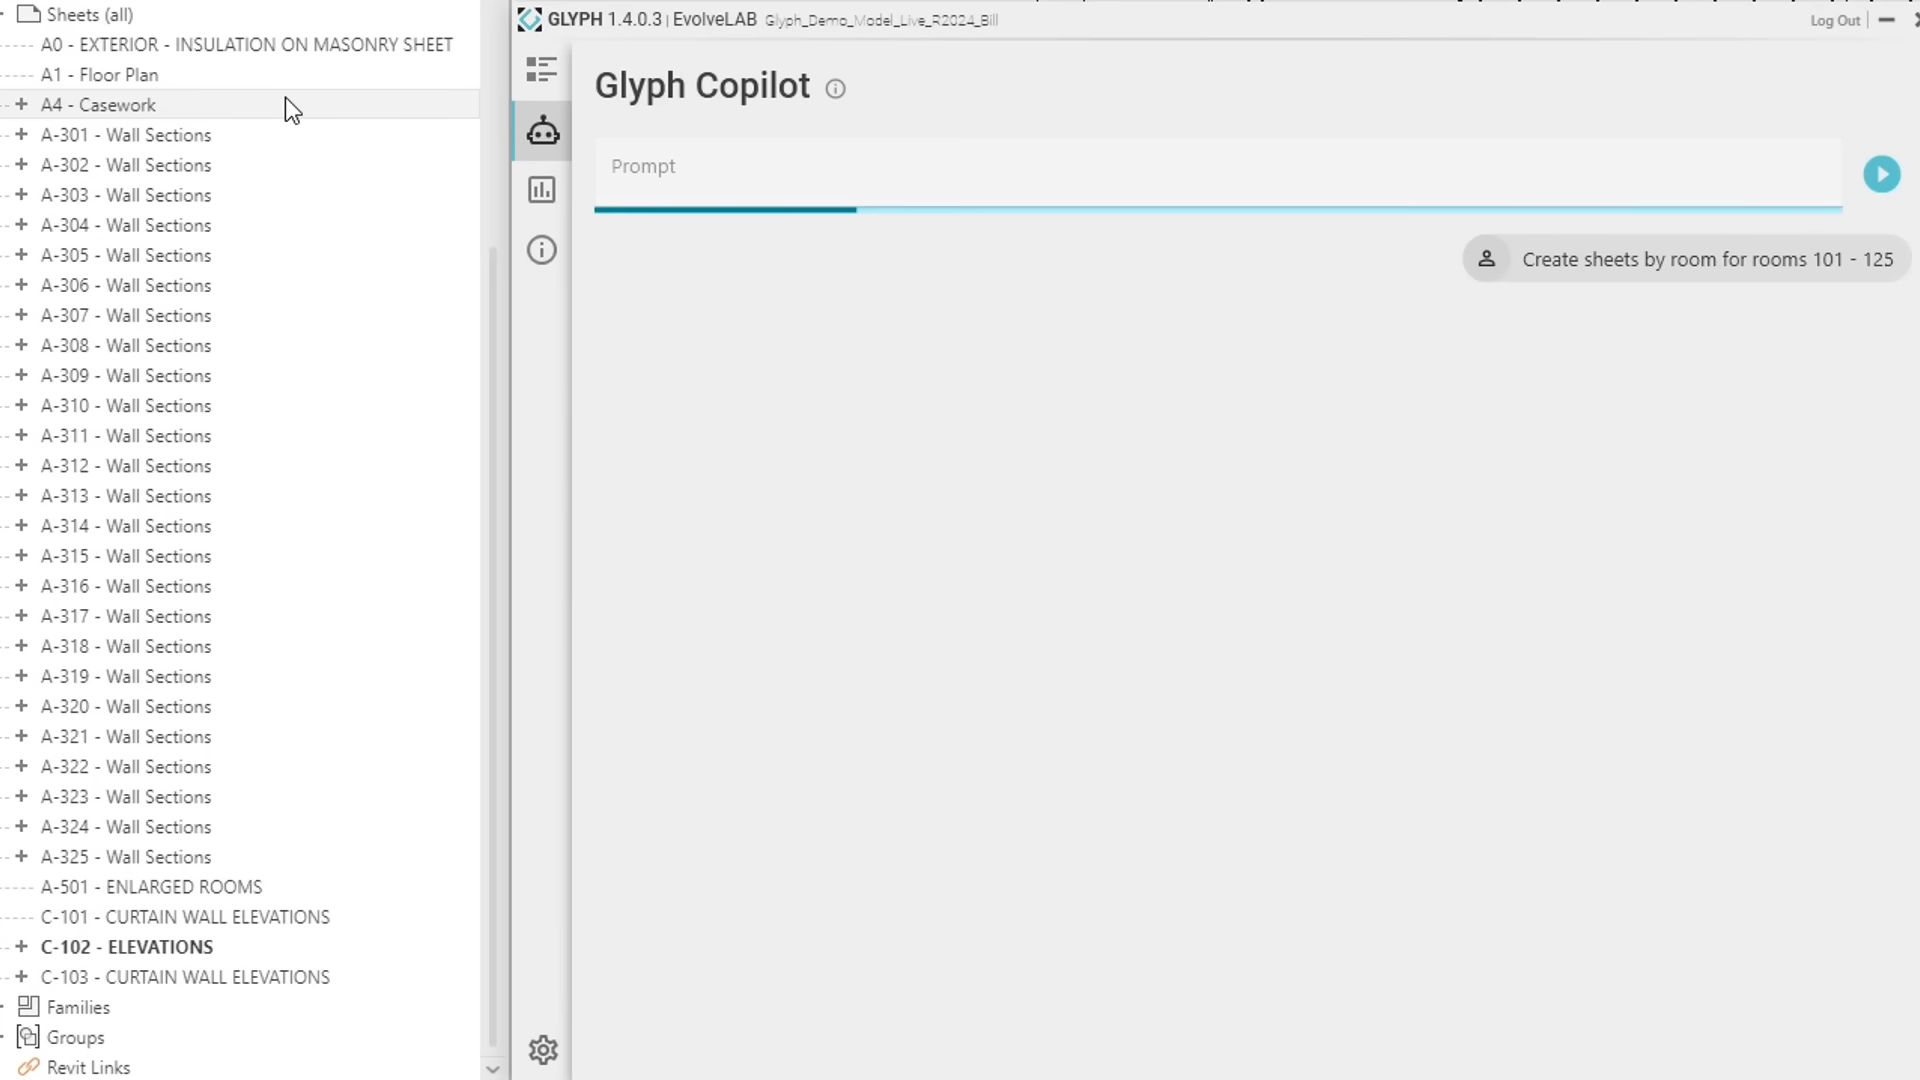 Sheets (all)
A0 - EXTERIOR - INSULATION ON MASONRY SHEET
A1 - Floor Plan
A4 - Casework
A-301 - Wall Sections
A-302 - Wall Sections
A-303 - Wall Sections
A-304 - Wall Sections
A-305 - Wall Sections
A-306 - Wall Sections
A-307 - Wall Sections
A-308 - Wall Sections
A-309 - Wall Sections
A-310 - Wall Sections
A-311 - Wall Sections
A-312 - Wall Sections
A-313 - Wall Sections
A-314 - Wall Sections
A-315 - Wall Sections
A-316 - Wall Sections
A-317 - Wall Sections
A-318 - Wall Sections
A-319 - Wall Sections
A-320 - Wall Sections
A-321 - Wall Sections
A-322 - Wall Sections
A-323 - Wall Sections
A-324 - Wall Sections
A-325 - Wall Sections
A-501 - ENLARGED ROOMS
C-101 - CURTAIN WALL ELEVATIONS
C-102 - ELEVATIONS
C-103 - CURTAIN WALL ELEVATIONS
Families
Groups
Revit Links
GLYPH 1.4.0.3 | EvolveLAB Glyph_Demo_Model_Live_R2024_Bill
Log Out
Glyph Copilot
Prompt
Create sheets by room for rooms 101 - 125